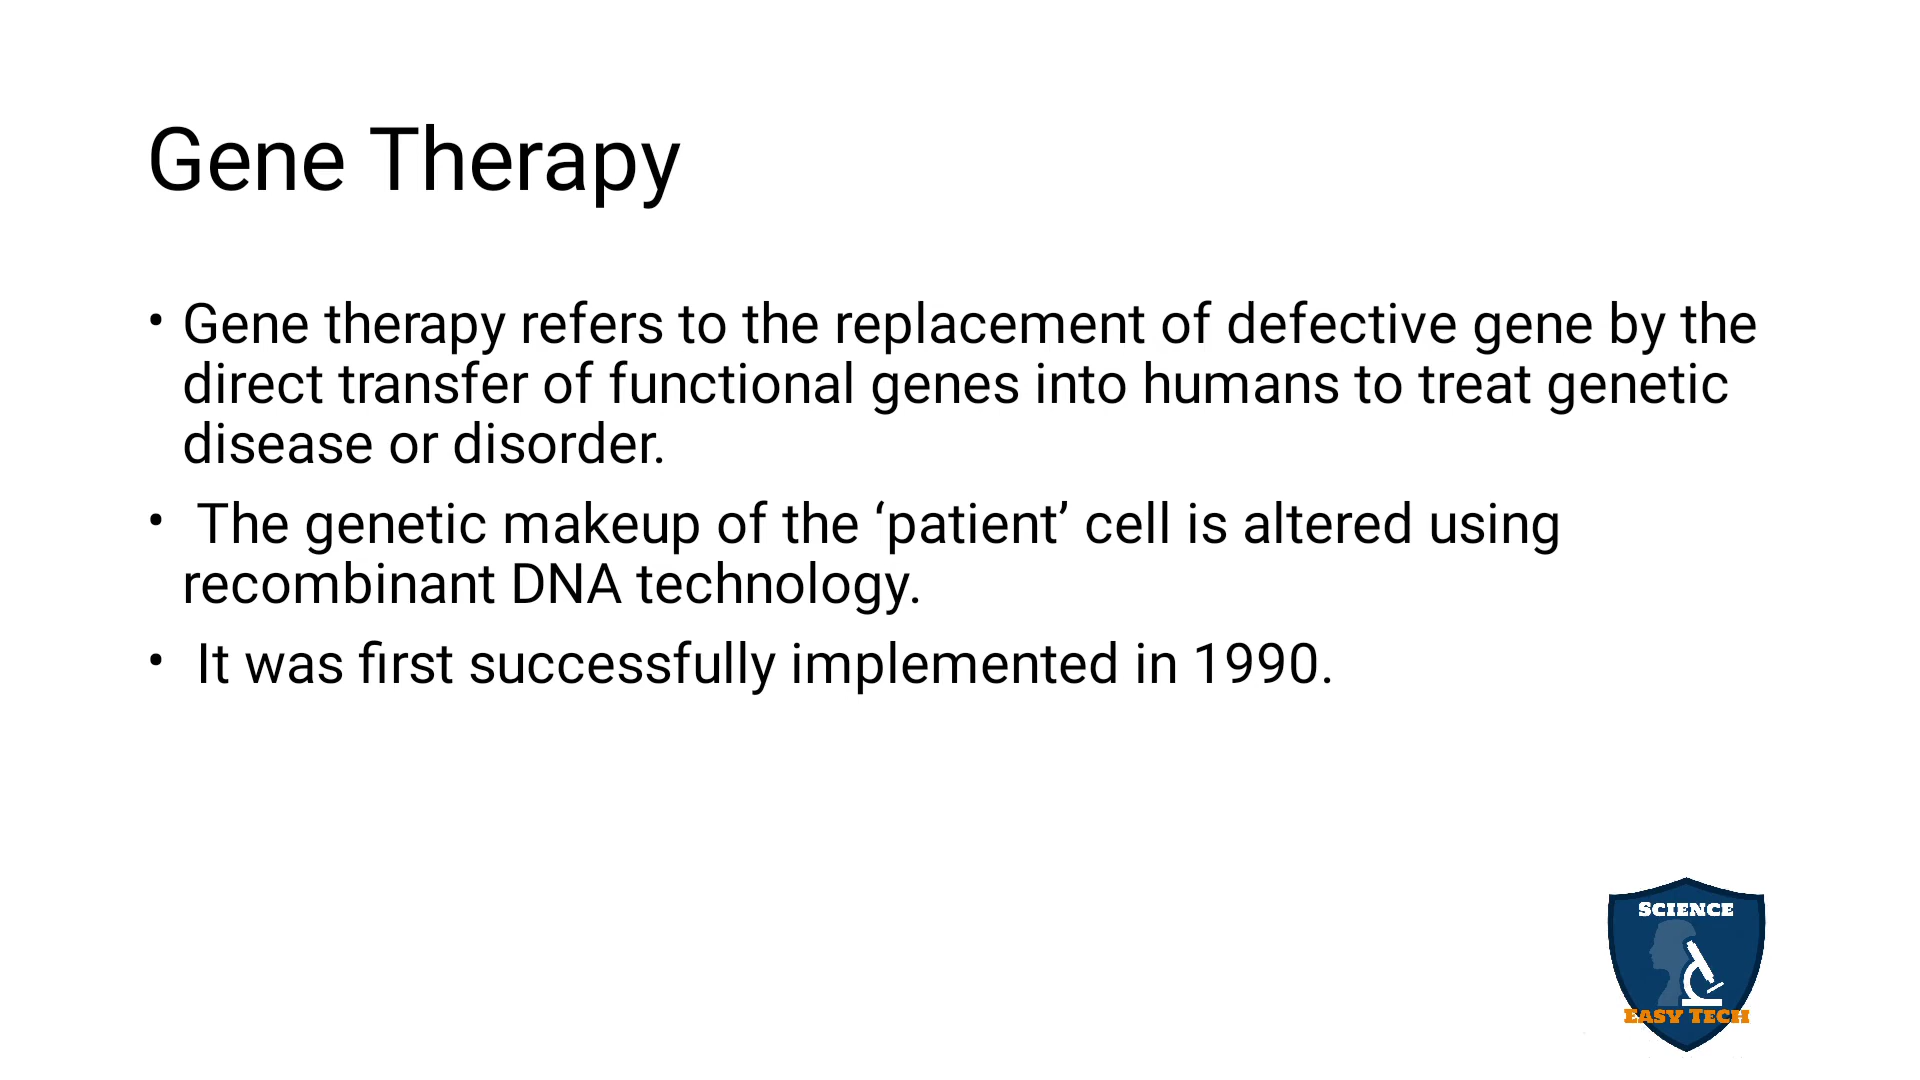 Gene Therapy
• Gene therapy refers to the replacement of defective gene by the
direct transfer of functional genes into humans to treat genetic
disease or disorder.
• The genetic makeup of the ‘patient’ cell is altered using
recombinant DNA technology.
• It was first successfully implemented in 1990.
SCIENCE
EASY TECH